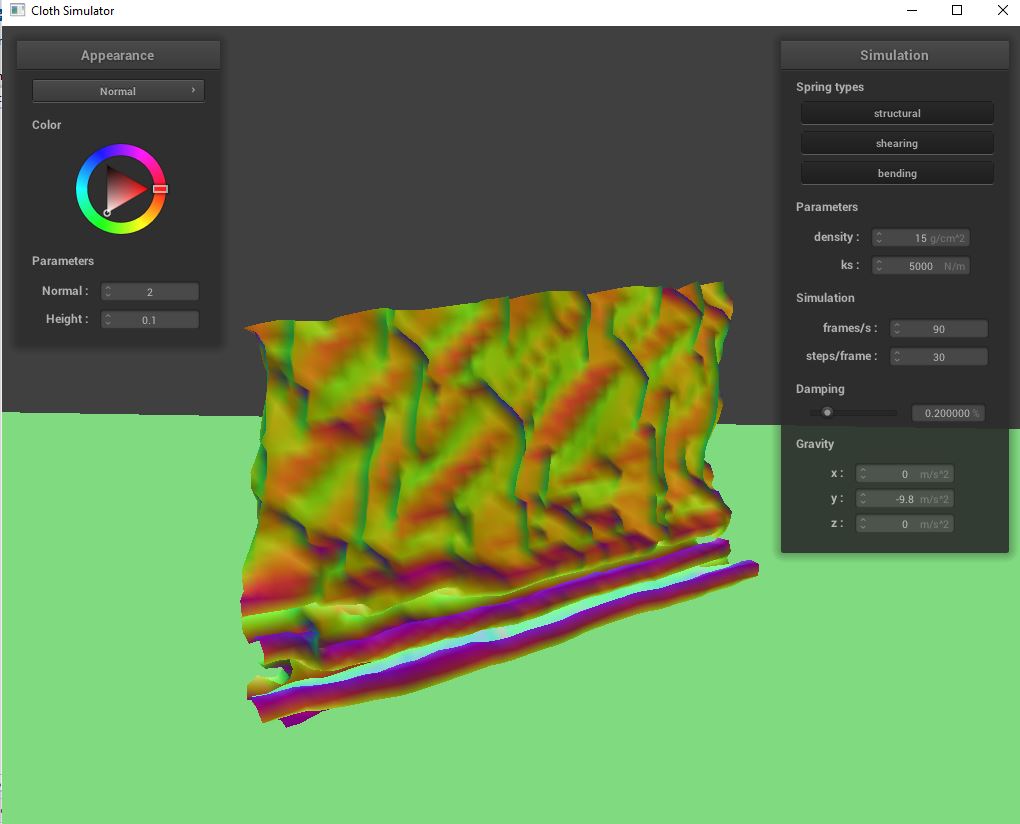 Cloth Simulator
Appearance
Normal
Color
Parameters
Normal : 2
Height : 0.1
Simulation
Spring types
structural
shearing
bending
Parameters
density : 15 g/cm^2
ks : 5000 N/m
Simulation
frames/s : 90
steps/frame : 30
Damping
0.200000 %
Gravity
x : 0 m/s^2
y : -9.8 m/s^2
z : 0 m/s^2